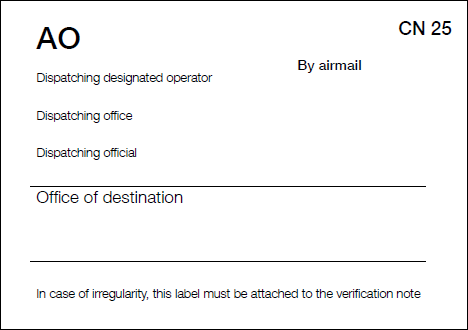 AO
CN 25
By airmail
Dispatching designated operator
Dispatching office
Dispatching official
Office of destination
In case of irregularity, this label must be attached to the verification note